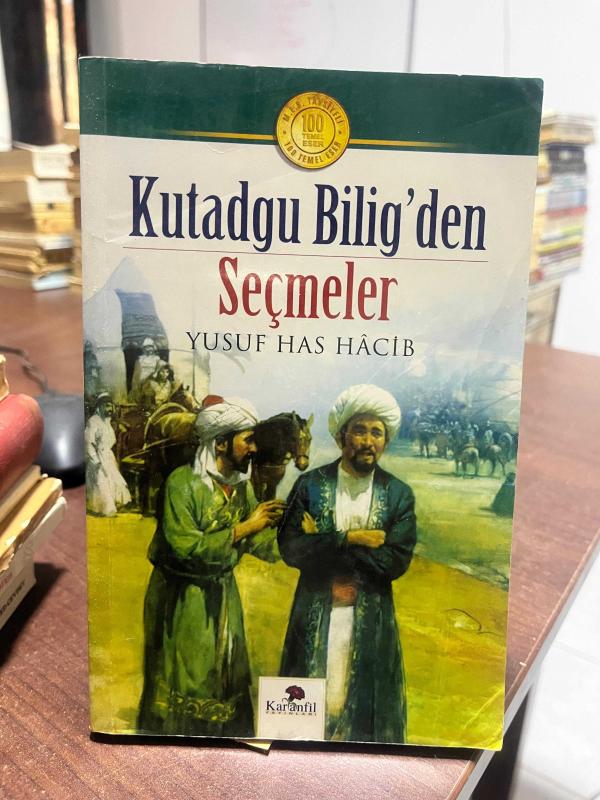 M.E.B. TAVSİYELİ
100
TEMEL
ESER
100 TEMEL ESER
Kutadgu Bilig'den
Seçmeler
YUSUF HAS HÂCİB
Karanfil
YAYINLARI